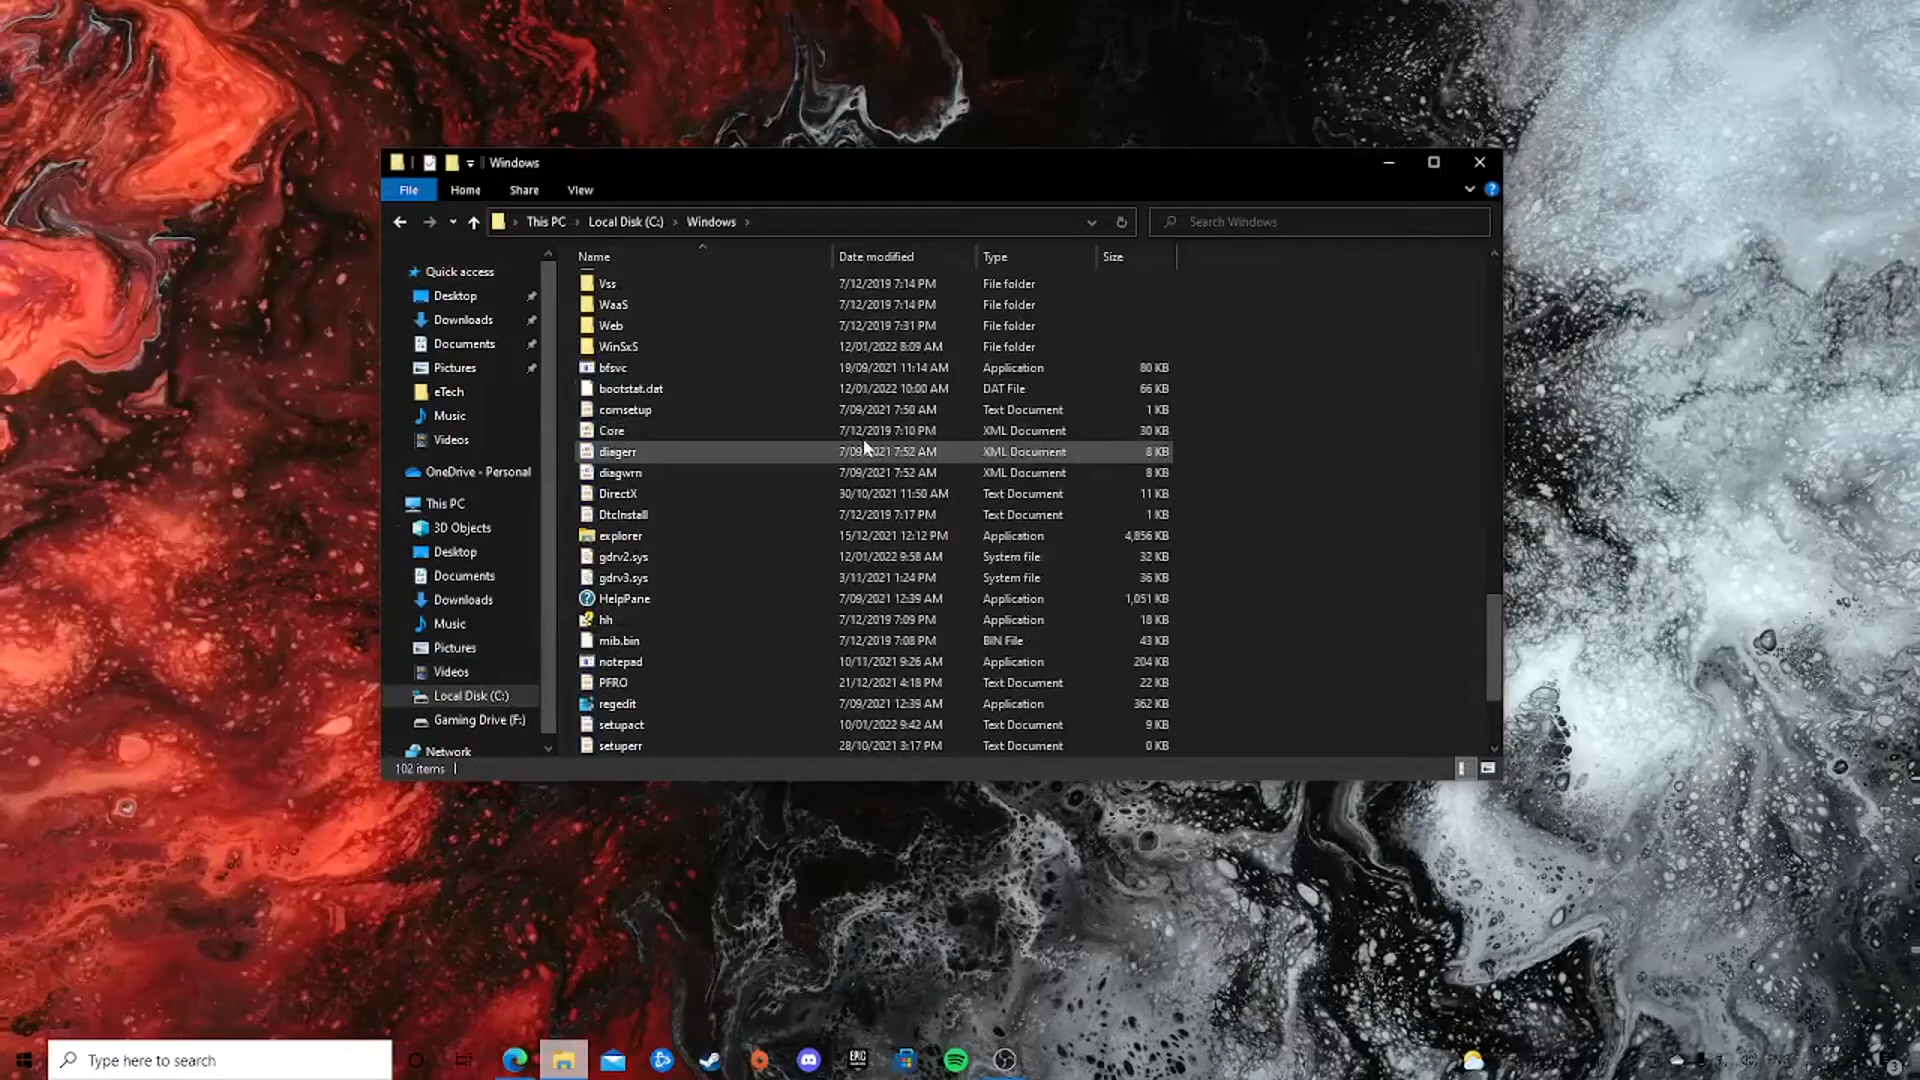 Windows
File Home Share View
This PC Local Disk (C:) Windows
Search Windows
Name Date modified Type Size
Quick access
Desktop
Downloads
Documents
Pictures
eTech
Music
Videos
OneDrive - Personal
This PC
3D Objects
Desktop
Documents
Downloads
Music
Pictures
Videos
Local Disk (C:)
Gaming Drive (F:)
Network
Vss 7/12/2019 7:14 PM File folder
WaaS 7/12/2019 7:14 PM File folder
Web 7/12/2019 7:31 PM File folder
WinSxS 12/01/2022 8:09 AM File folder
bfsvc 19/09/2021 11:14 AM Application 80 KB
bootstat.dat 12/01/2022 10:00 AM DAT File 66 KB
comsetup 7/09/2021 7:50 AM Text Document 1 KB
Core 7/12/2019 7:10 PM XML Document 30 KB
diagerr 7/09/2021 7:52 AM XML Document 8 KB
diagwrn 7/09/2021 7:52 AM XML Document 8 KB
DirectX 30/10/2021 11:50 AM Text Document 11 KB
DtcInstall 7/12/2019 7:17 PM Text Document 1 KB
explorer 15/12/2021 12:12 PM Application 4,856 KB
gdrv2.sys 12/01/2022 9:58 AM System file 32 KB
gdrv3.sys 3/11/2021 1:24 PM System file 36 KB
HelpPane 7/09/2021 12:39 AM Application 1,051 KB
hh 7/12/2019 7:09 PM Application 18 KB
mib.bin 7/12/2019 7:08 PM BIN File 43 KB
notepad 10/11/2021 9:26 AM Application 204 KB
PFRO 21/12/2021 4:18 PM Text Document 22 KB
regedit 7/09/2021 12:39 AM Application 362 KB
setupact 10/01/2022 9:42 AM Text Document 9 KB
setuperr 28/10/2021 3:17 PM Text Document 0 KB
102 items
Type here to search
EPIC
3